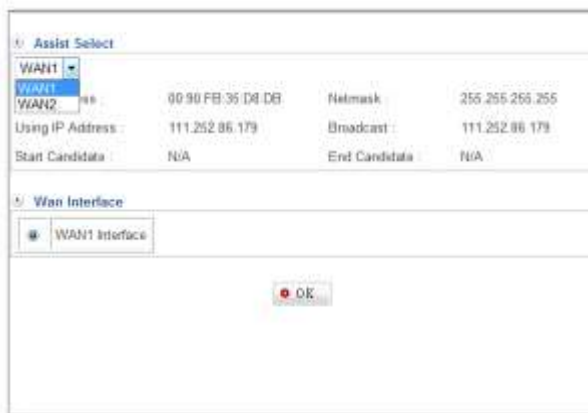 Assist Select
WAN1
WAN1
WAN2
00:90:FB:35:D8:DB Netmask : 255.255.255.255
Using IP Address : 111.252.86.179 Broadcast : 111.252.86.179
Start Candidate : N/A End Candidate : N/A
Wan Interface
WAN1 Interface
OK